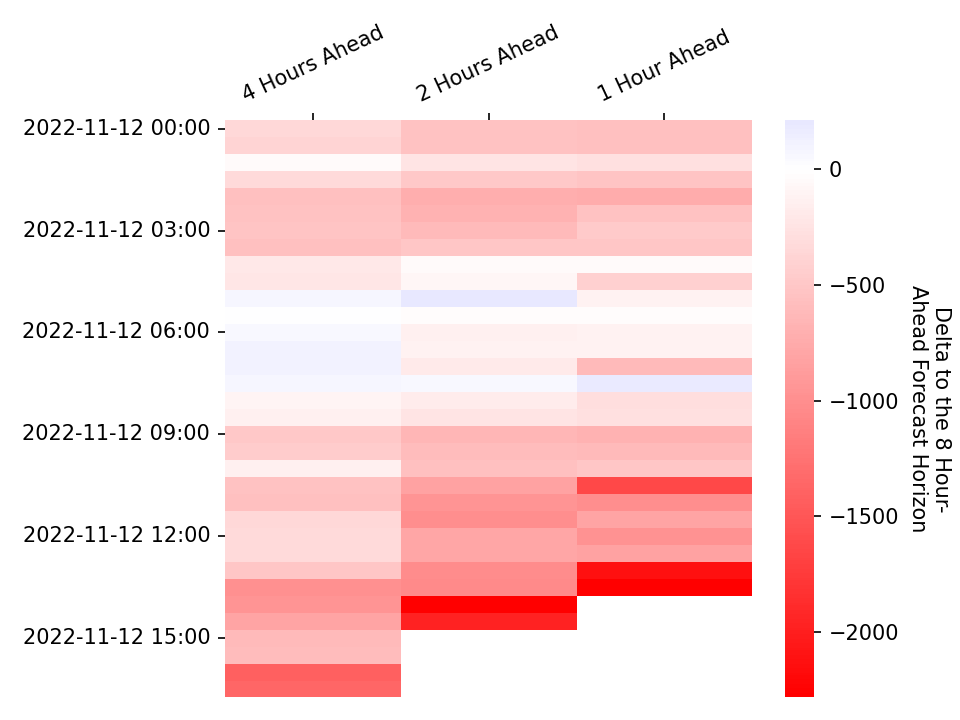 4 Hours Ahead
2 Hours Ahead
1 Hour Ahead
2022-11-12 00:00
2022-11-12 03:00
2022-11-12 06:00
2022-11-12 09:00
2022-11-12 12:00
2022-11-12 15:00
0
−500
−1000
−1500
−2000
Delta to the 8 Hour-
Ahead Forecast Horizon